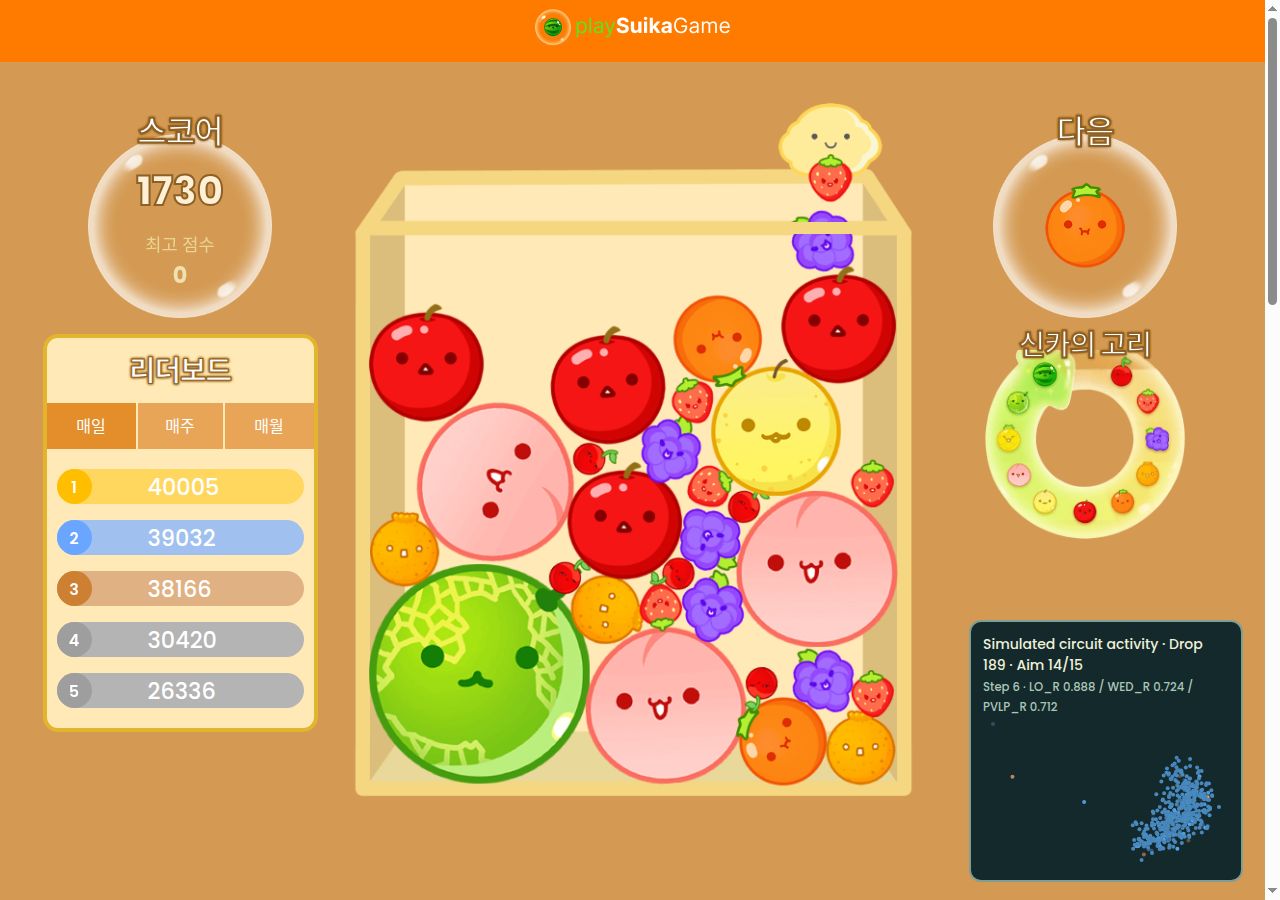 playSuikaGame
스코어
1730
최고 점수
0
리더보드
매일 매주 매월
1 40005
2 39032
3 38166
4 30420
5 26336
다음
신카의 고리
Simulated circuit activity · Drop
189 · Aim 14/15
Step 6 · LO_R 0.888 / WED_R 0.724 /
PVLP_R 0.712